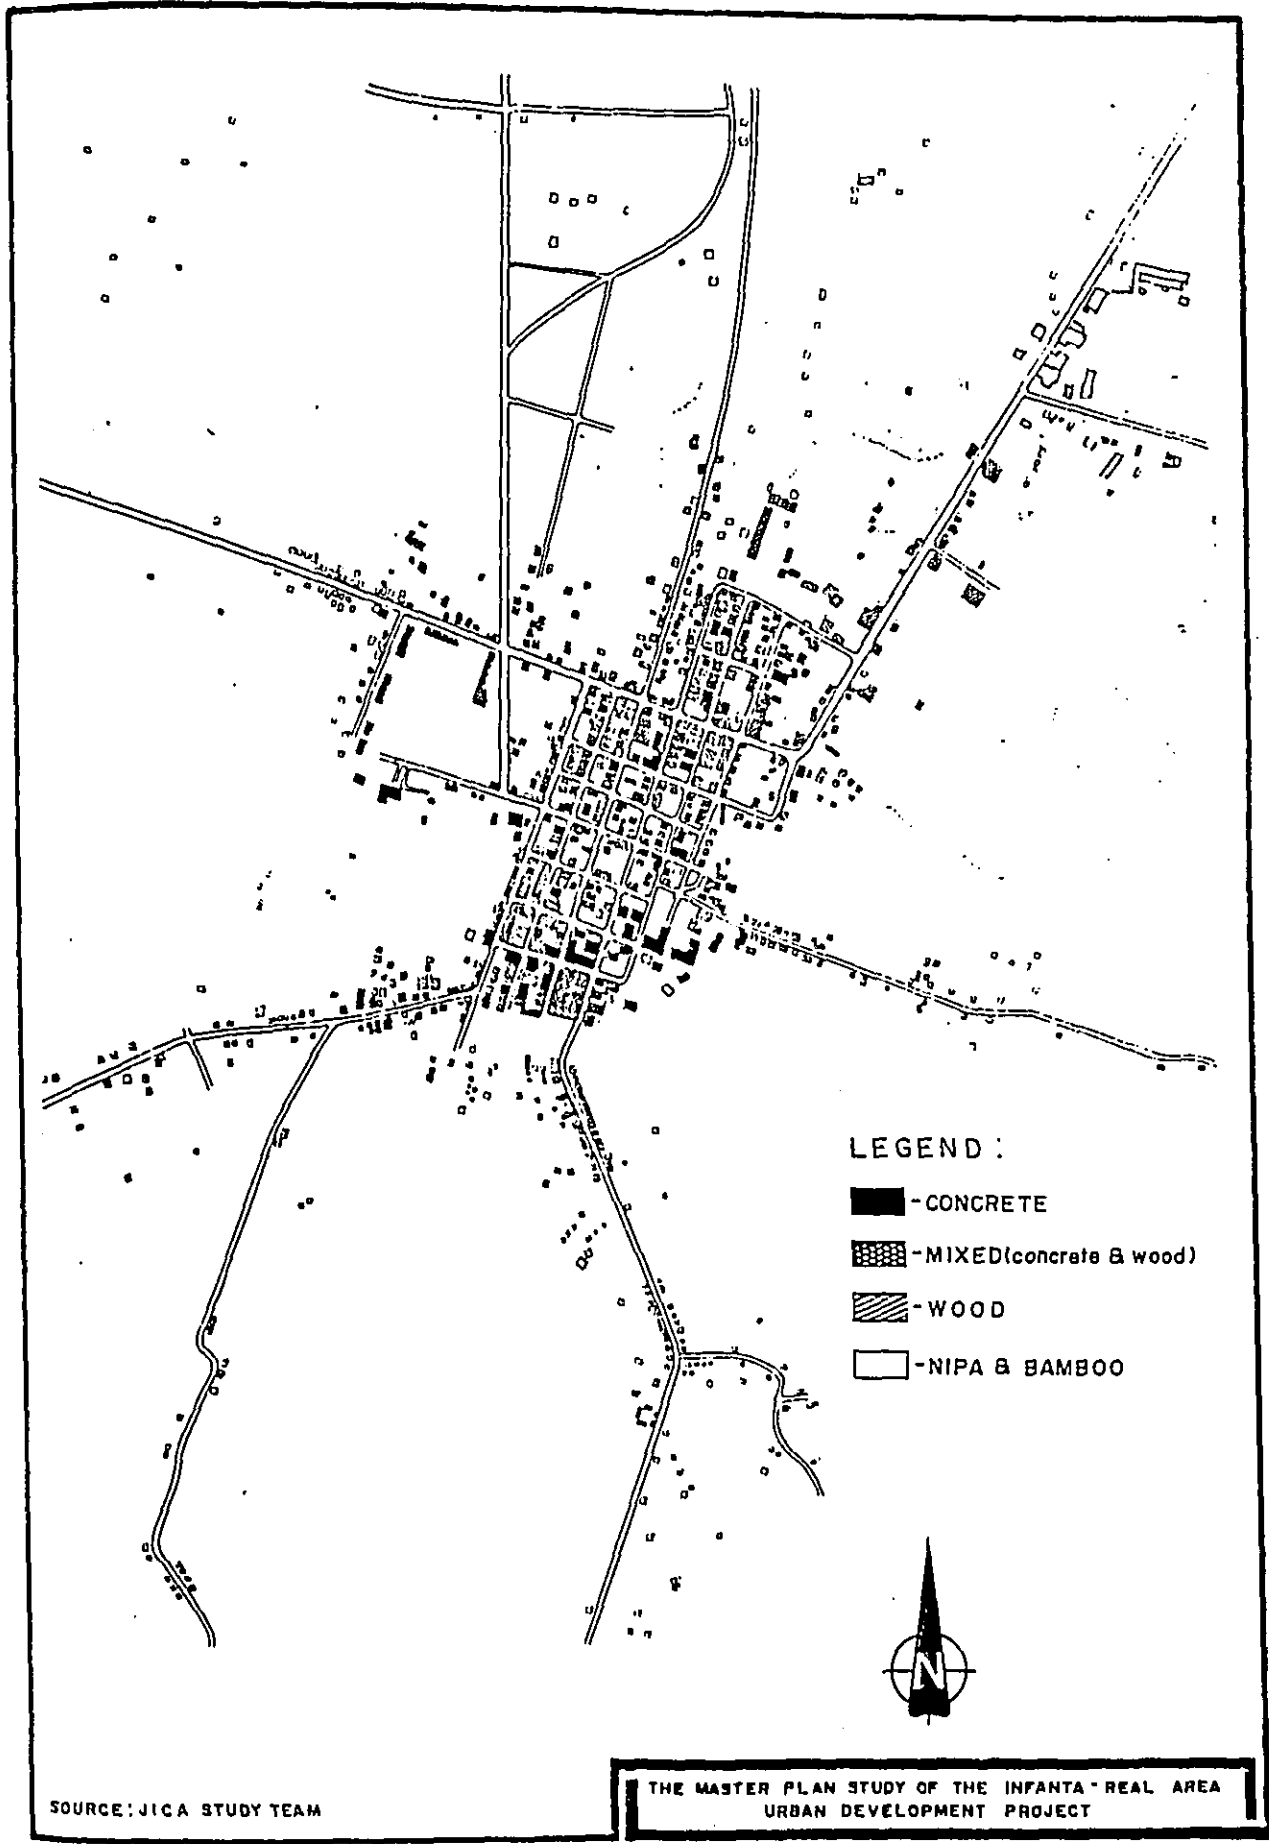 LEGEND :
- CONCRETE
- MIXED(concrete & wood)
- WOOD
- NIPA & BAMBOO
N
SOURCE: JICA STUDY TEAM
THE MASTER PLAN STUDY OF THE INFANTA - REAL AREA
URBAN DEVELOPMENT PROJECT